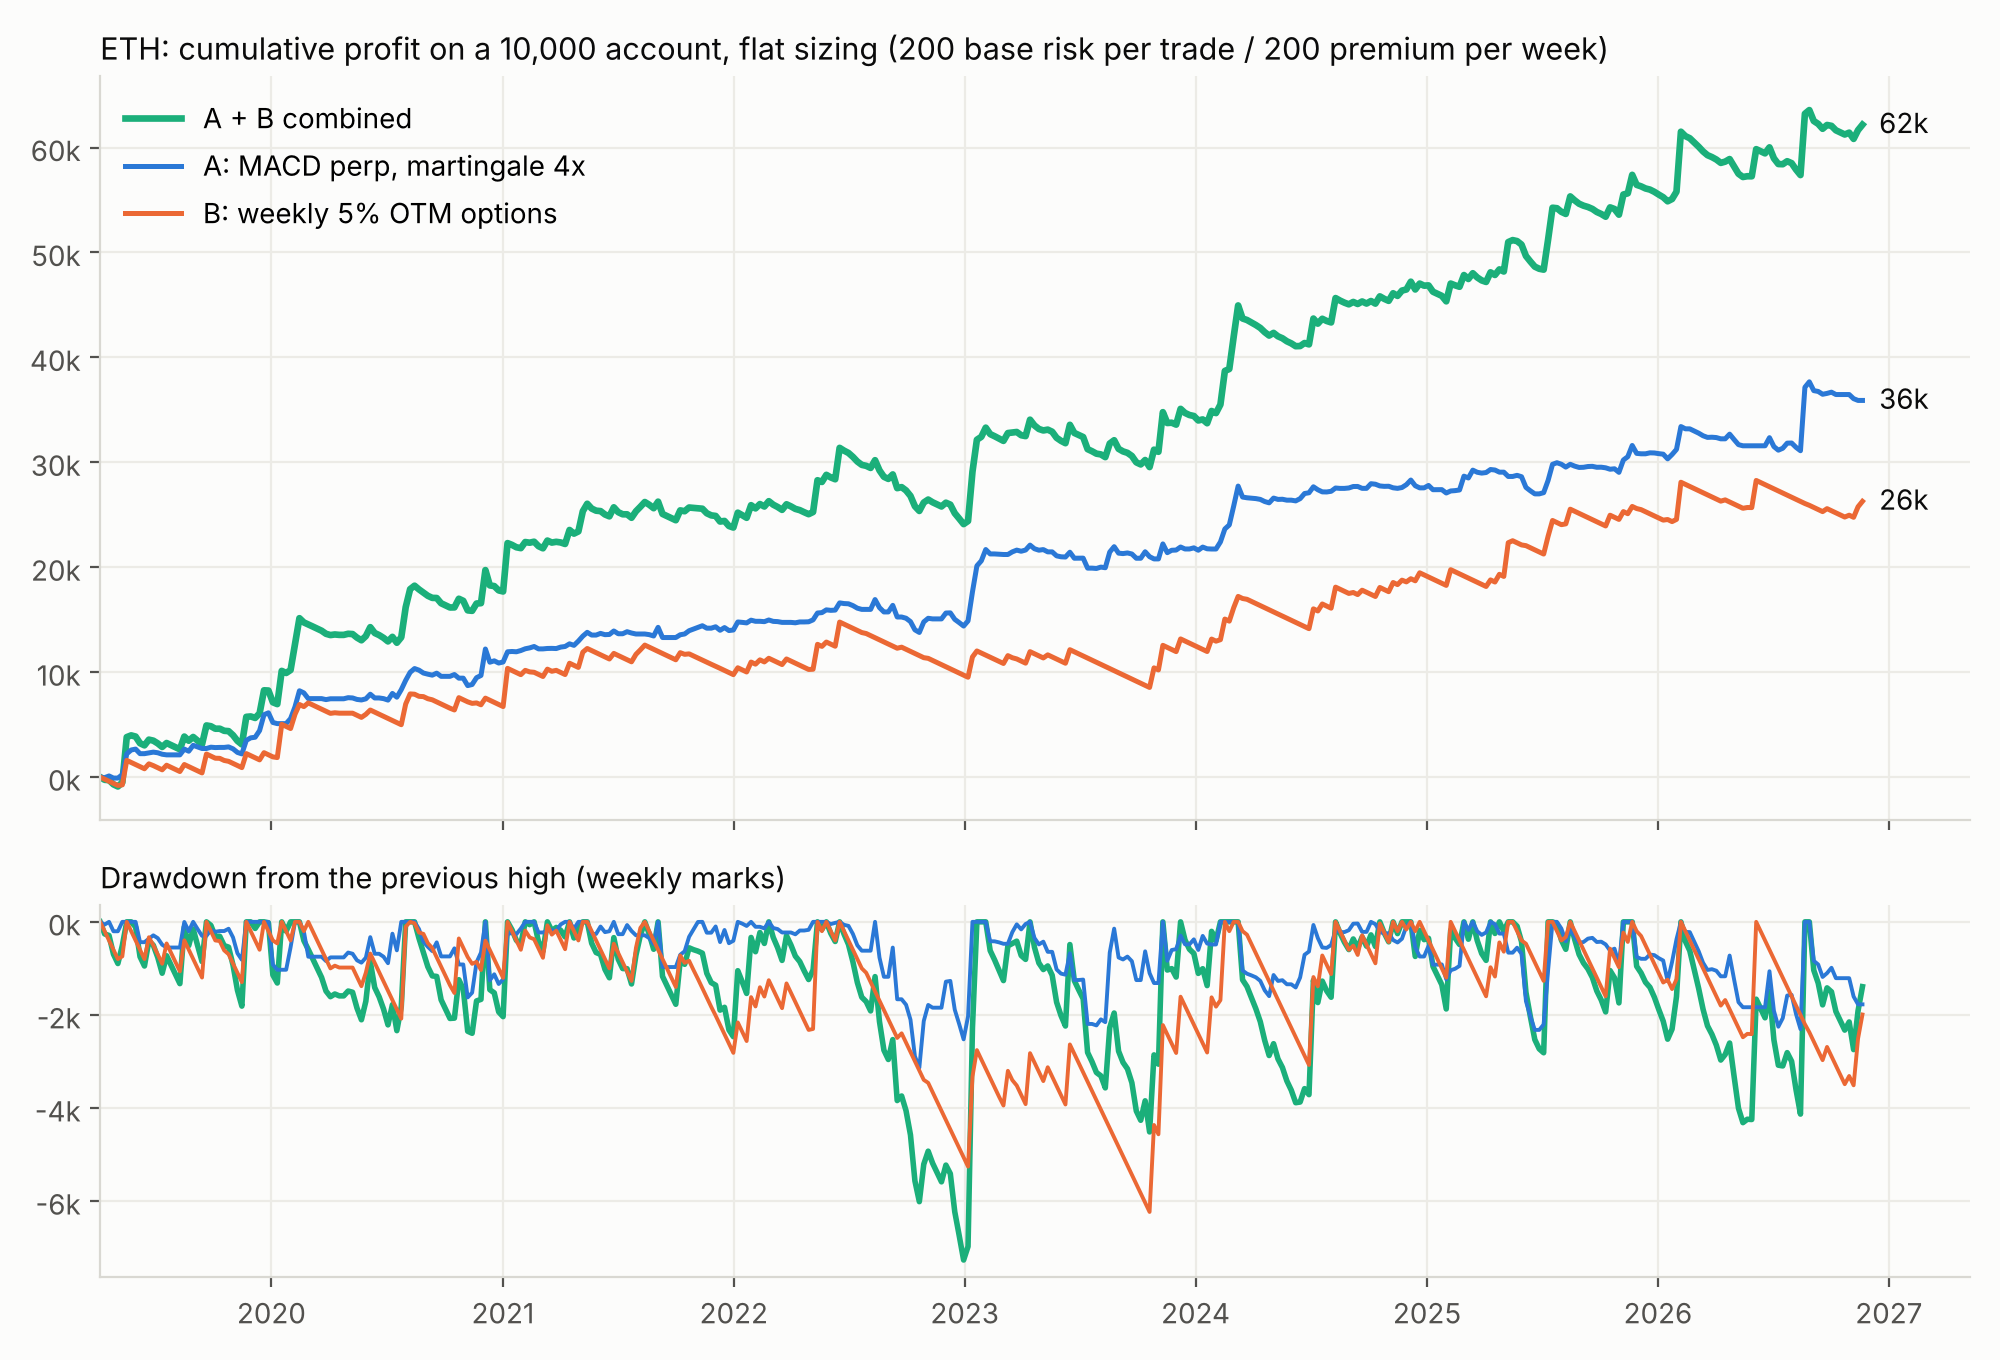 ETH: cumulative profit on a 10,000 account, flat sizing (200 base risk per trade / 200 premium per week)
A + B combined
A: MACD perp, martingale 4x
B: weekly 5% OTM options
60k
50k
40k
30k
20k
10k
0k
62k
36k
26k
Drawdown from the previous high (weekly marks)
0k
-2k
-4k
-6k
2020
2021
2022
2023
2024
2025
2026
2027